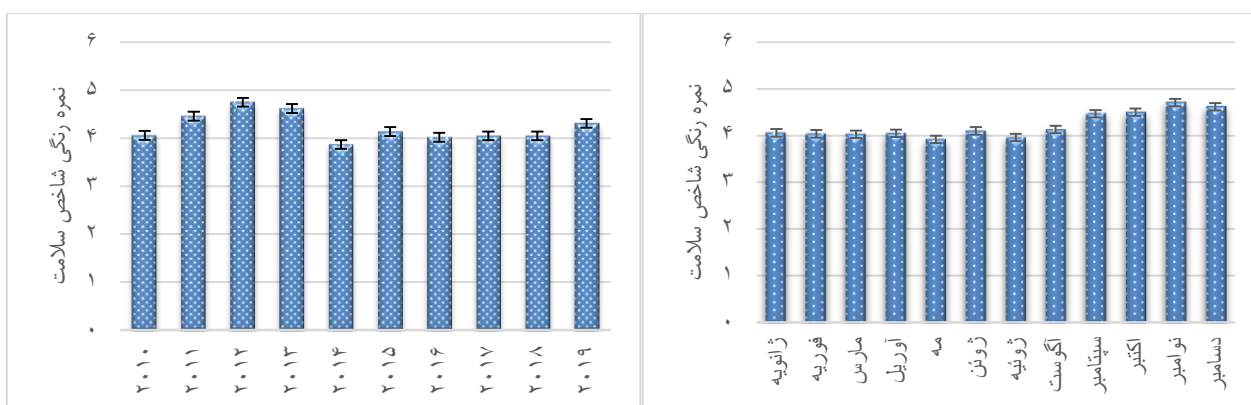 ۶
۵
۴
۳
۲
۱
۰
نمره رنگی شاخص سلامت
۲۰۱۰
۲۰۱۱
۲۰۱۲
۲۰۱۳
۲۰۱۴
۲۰۱۵
۲۰۱۶
۲۰۱۷
۲۰۱۸
۲۰۱۹
۶
۵
۴
۳
۲
۱
۰
نمره رنگی شاخص سلامت
ژانویه
فوریه
مارس
آوریل
مه
ژوئن
ژوئیه
آگوست
سپتامبر
اکتبر
نوامبر
دسامبر